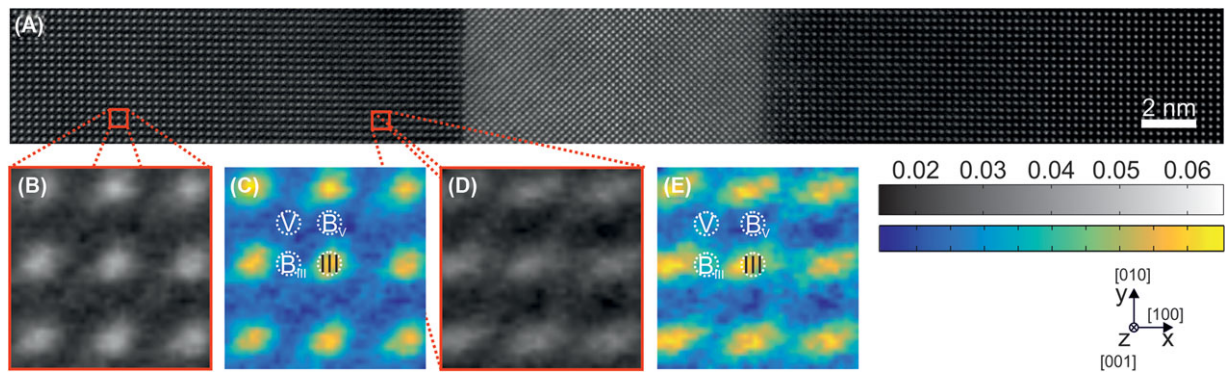 (A)
2 nm
(B)
(C)
V
B_V
B_III
III
(D)
(E)
V
B_V
B_III
III
0.02 0.03 0.04 0.05 0.06
[010]
y
[100]
z
x
[001]